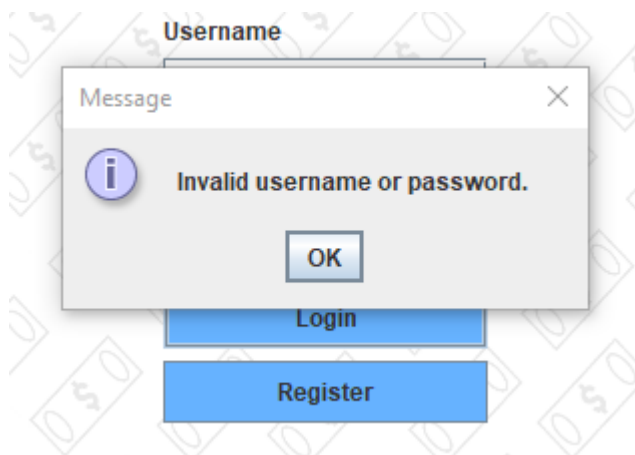 Username
Message
Invalid username or password.
OK
Login
Register